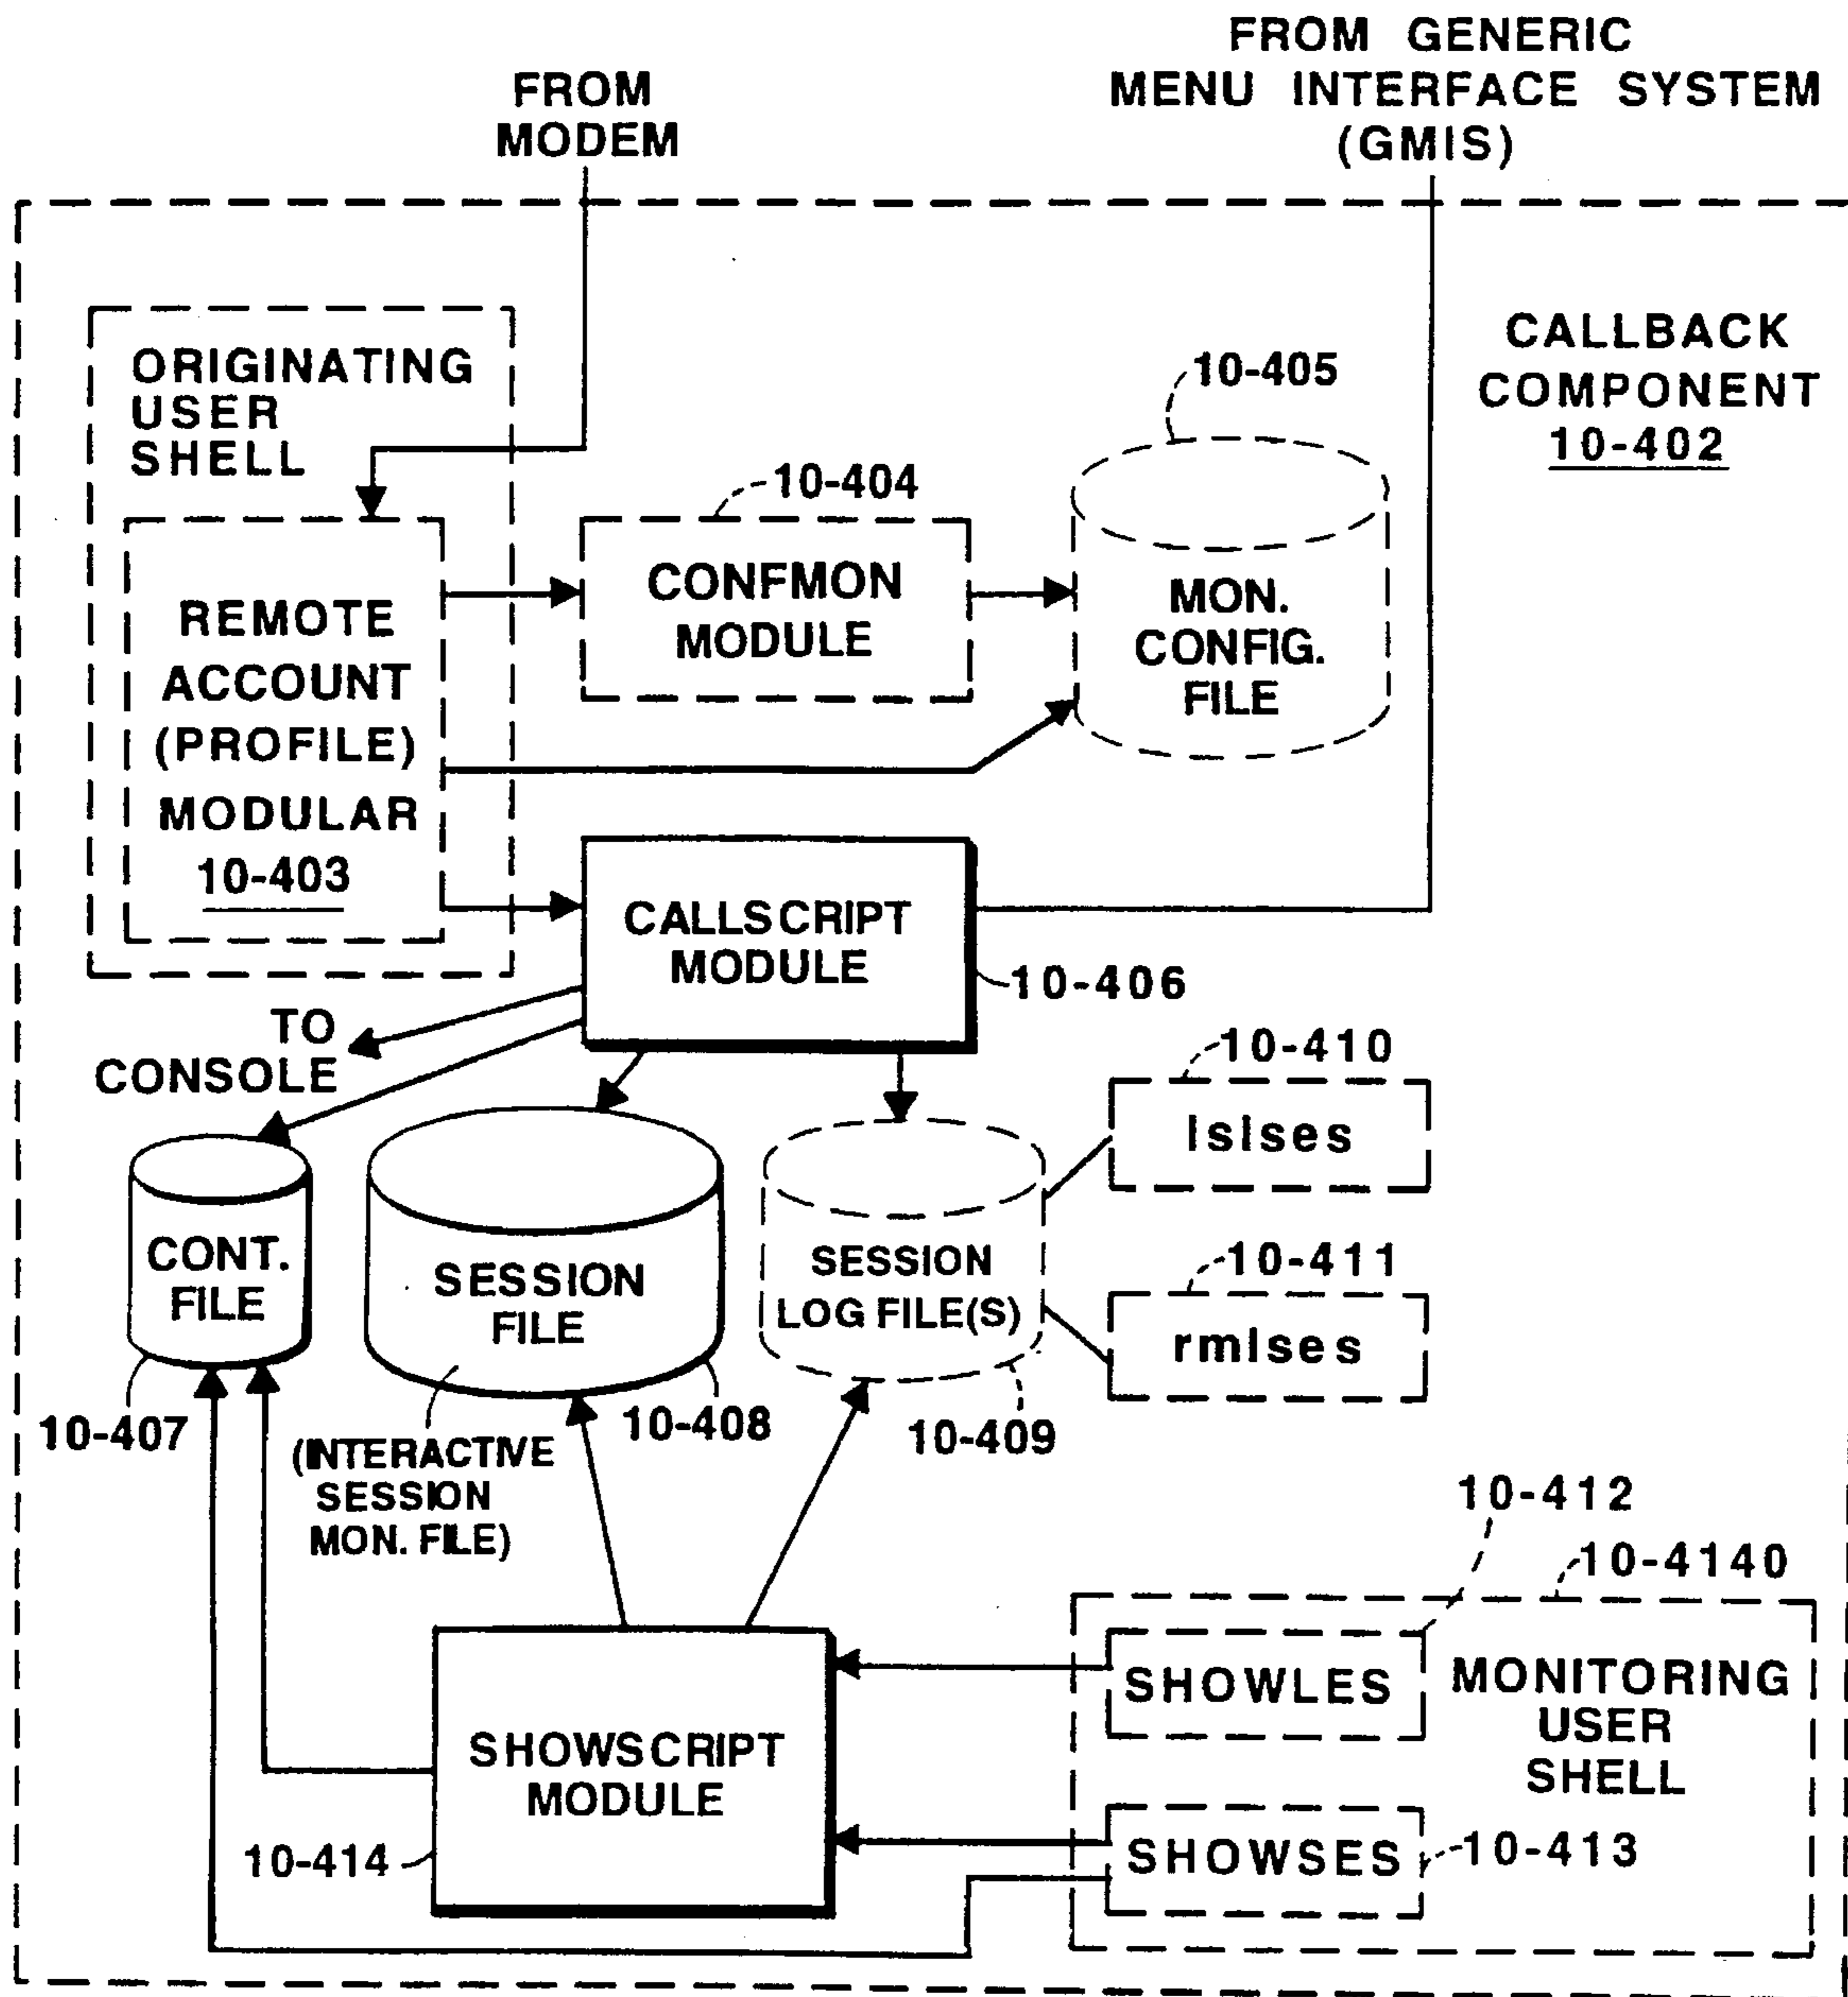 FROM GENERIC
MENU INTERFACE SYSTEM
(GMIS)
FROM
MODEM
CALLBACK
COMPONENT
10-402
ORIGINATING
USER
SHELL
10-405
10-404
REMOTE
ACCOUNT
(PROFILE)
MODULAR
10-403
CONFMON
MODULE
MON.
CONFIG.
FILE
CALLSCRIPT
MODULE
10-406
TO
CONSOLE
10-410
lslses
CONT.
FILE
SESSION
FILE
SESSION
LOG FILE(S)
10-411
rmlses
10-407
(INTERACTIVE
SESSION
MON. FILE)
10-408
10-409
10-412
10-4140
SHOWLES
MONITORING
USER
SHELL
SHOWSCRIPT
MODULE
10-414
SHOWSES
10-413